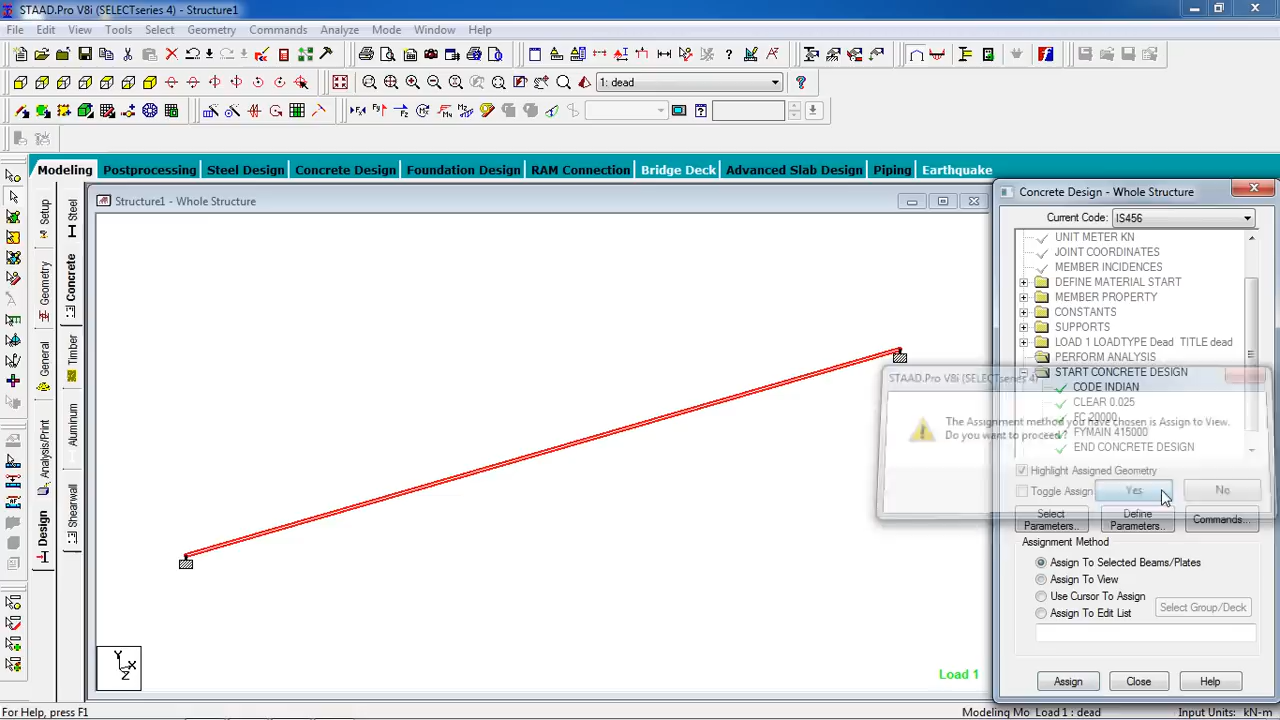 STAAD.Pro V8i (SELECTseries 4) - Structure1
File Edit View Tools Select Geometry Commands Analyze Mode Window Help
1: dead
Modeling Postprocessing Steel Design Concrete Design Foundation Design RAM Connection Bridge Deck Advanced Slab Design Piping Earthquake
Structure1 - Whole Structure
Setup
Geometry
General
Analysis/Print
Design
Steel
Concrete
Timber
Aluminum
Shearwall
Y
X
Z
Load 1
Concrete Design - Whole Structure
Current Code: IS456
UNIT METER KN
JOINT COORDINATES
MEMBER INCIDENCES
DEFINE MATERIAL START
MEMBER PROPERTY
CONSTANTS
SUPPORTS
LOAD 1 LOADTYPE Dead TITLE dead
PERFORM ANALYSIS
START CONCRETE DESIGN
CODE INDIAN
CLEAR 0.025
FC 20000
FYMAIN 415000
END CONCRETE DESIGN
STAAD.Pro V8i (SELECTseries 4)
The Assignment method you have chosen is Assign to View.
Do you want to proceed?
Yes No
Highlight Assigned Geometry
Toggle Assign
Select Parameters..
Define Parameters..
Commands...
Assignment Method
Assign To Selected Beams/Plates
Assign To View
Use Cursor To Assign
Assign To Edit List
Select Group/Deck
Assign Close Help
For Help, press F1
Modeling Mo Load 1 : dead Input Units: kN-m